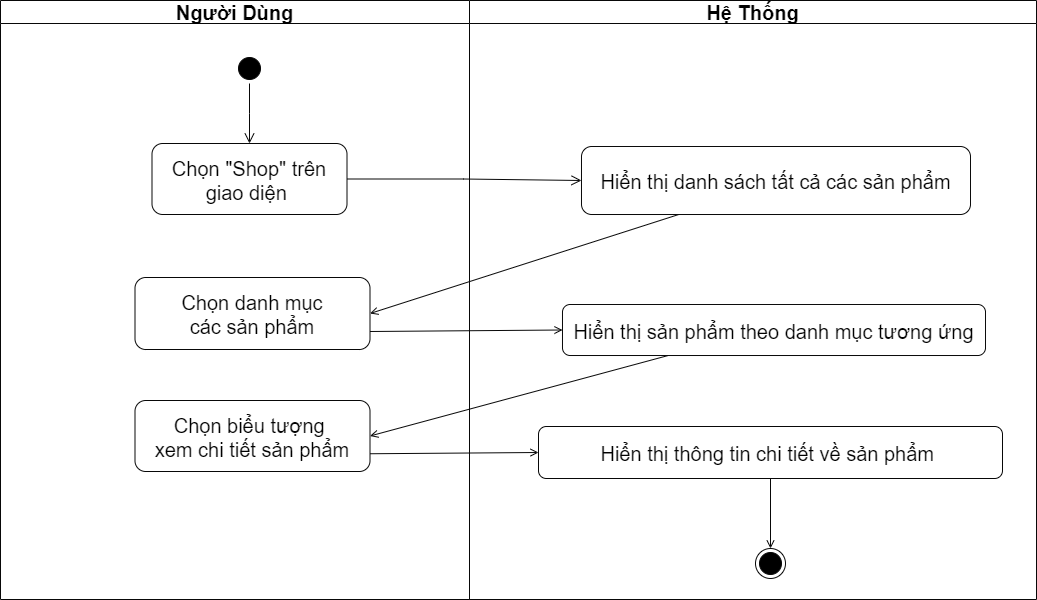 Người Dùng
Hệ Thống
Chọn "Shop" trên
giao diện
Hiển thị danh sách tất cả các sản phẩm
Chọn danh mục
các sản phẩm
Hiển thị sản phẩm theo danh mục tương ứng
Chọn biểu tượng
xem chi tiết sản phẩm
Hiển thị thông tin chi tiết về sản phẩm